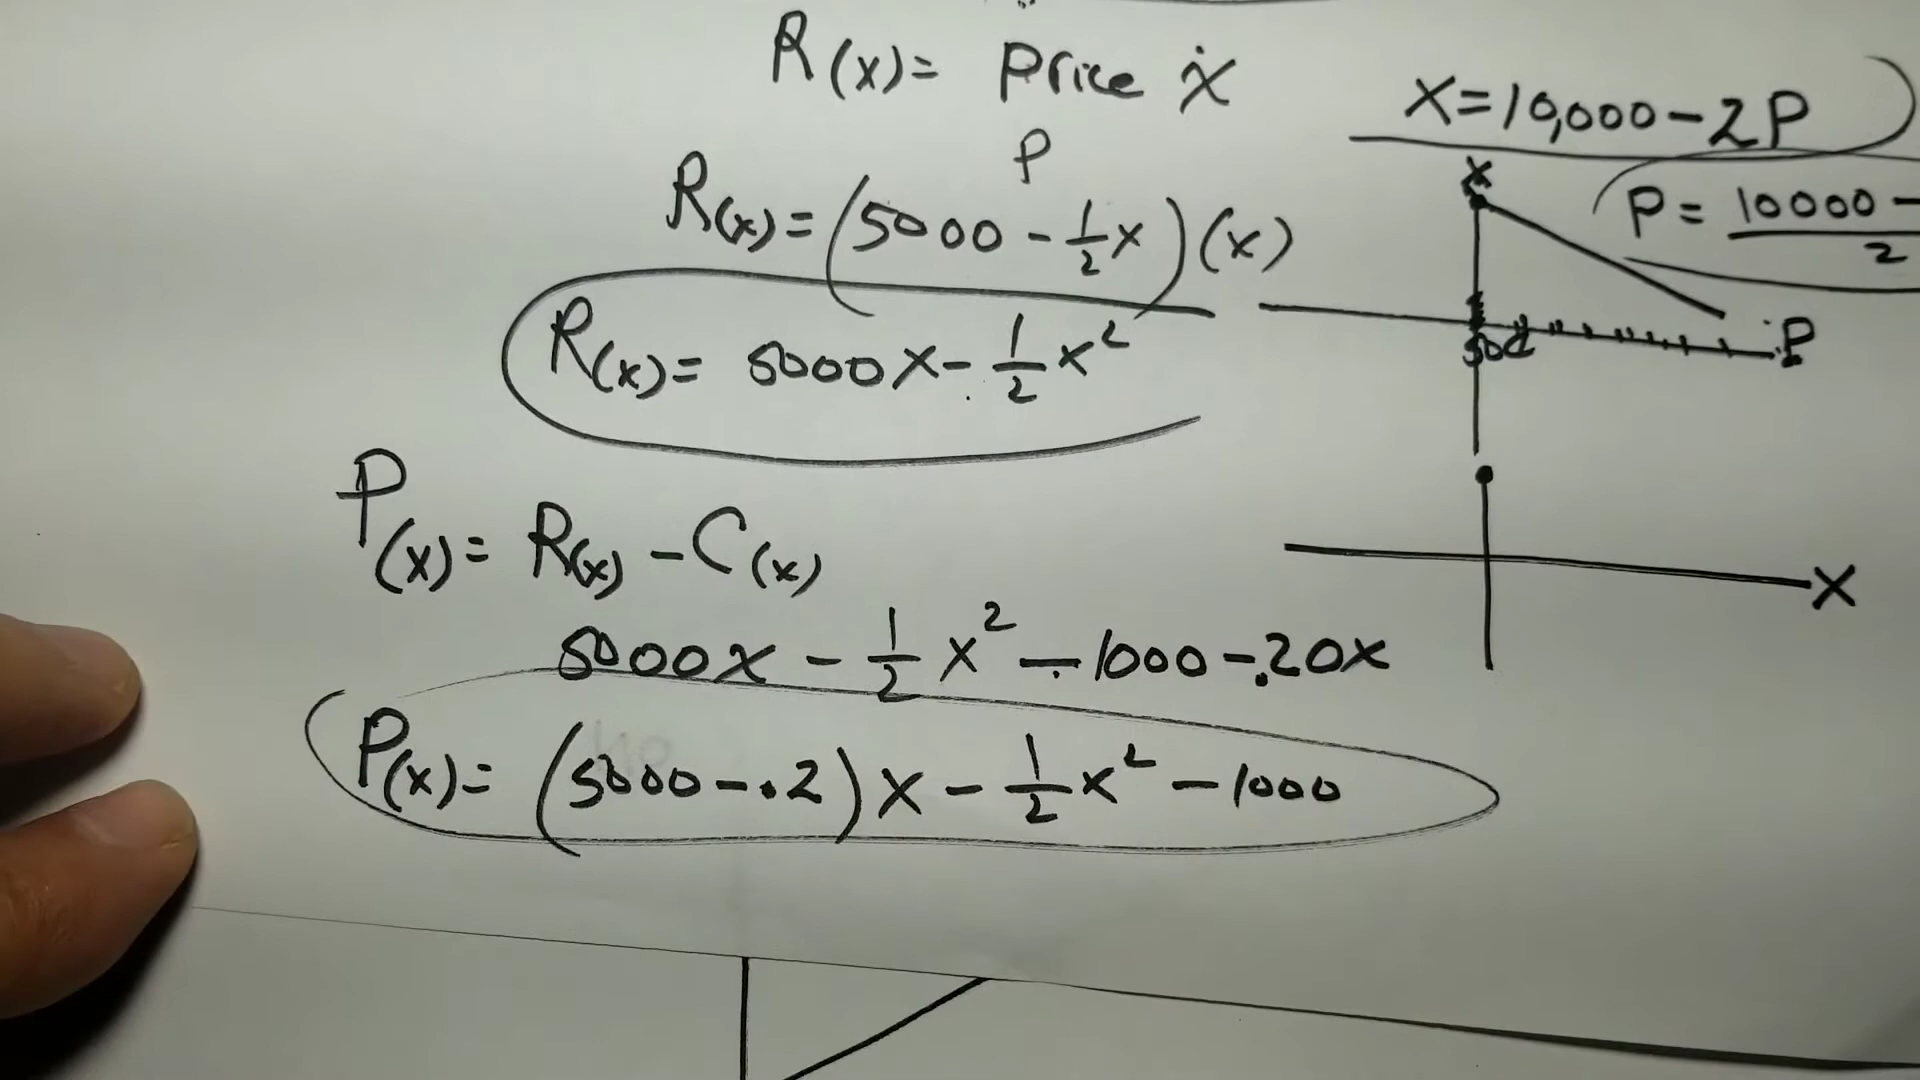 R(x)= Price x
P
R(x)=(5000-1/2x)(x)
R(x)= 5000x-1/2x²
P(x)= R(x)-C(x)
5000x-1/2x²-1000-.20x
P(x)= (5000-.2)x-1/2x²-1000
X=10,000-2P
P= 10000-/2
x
P
X